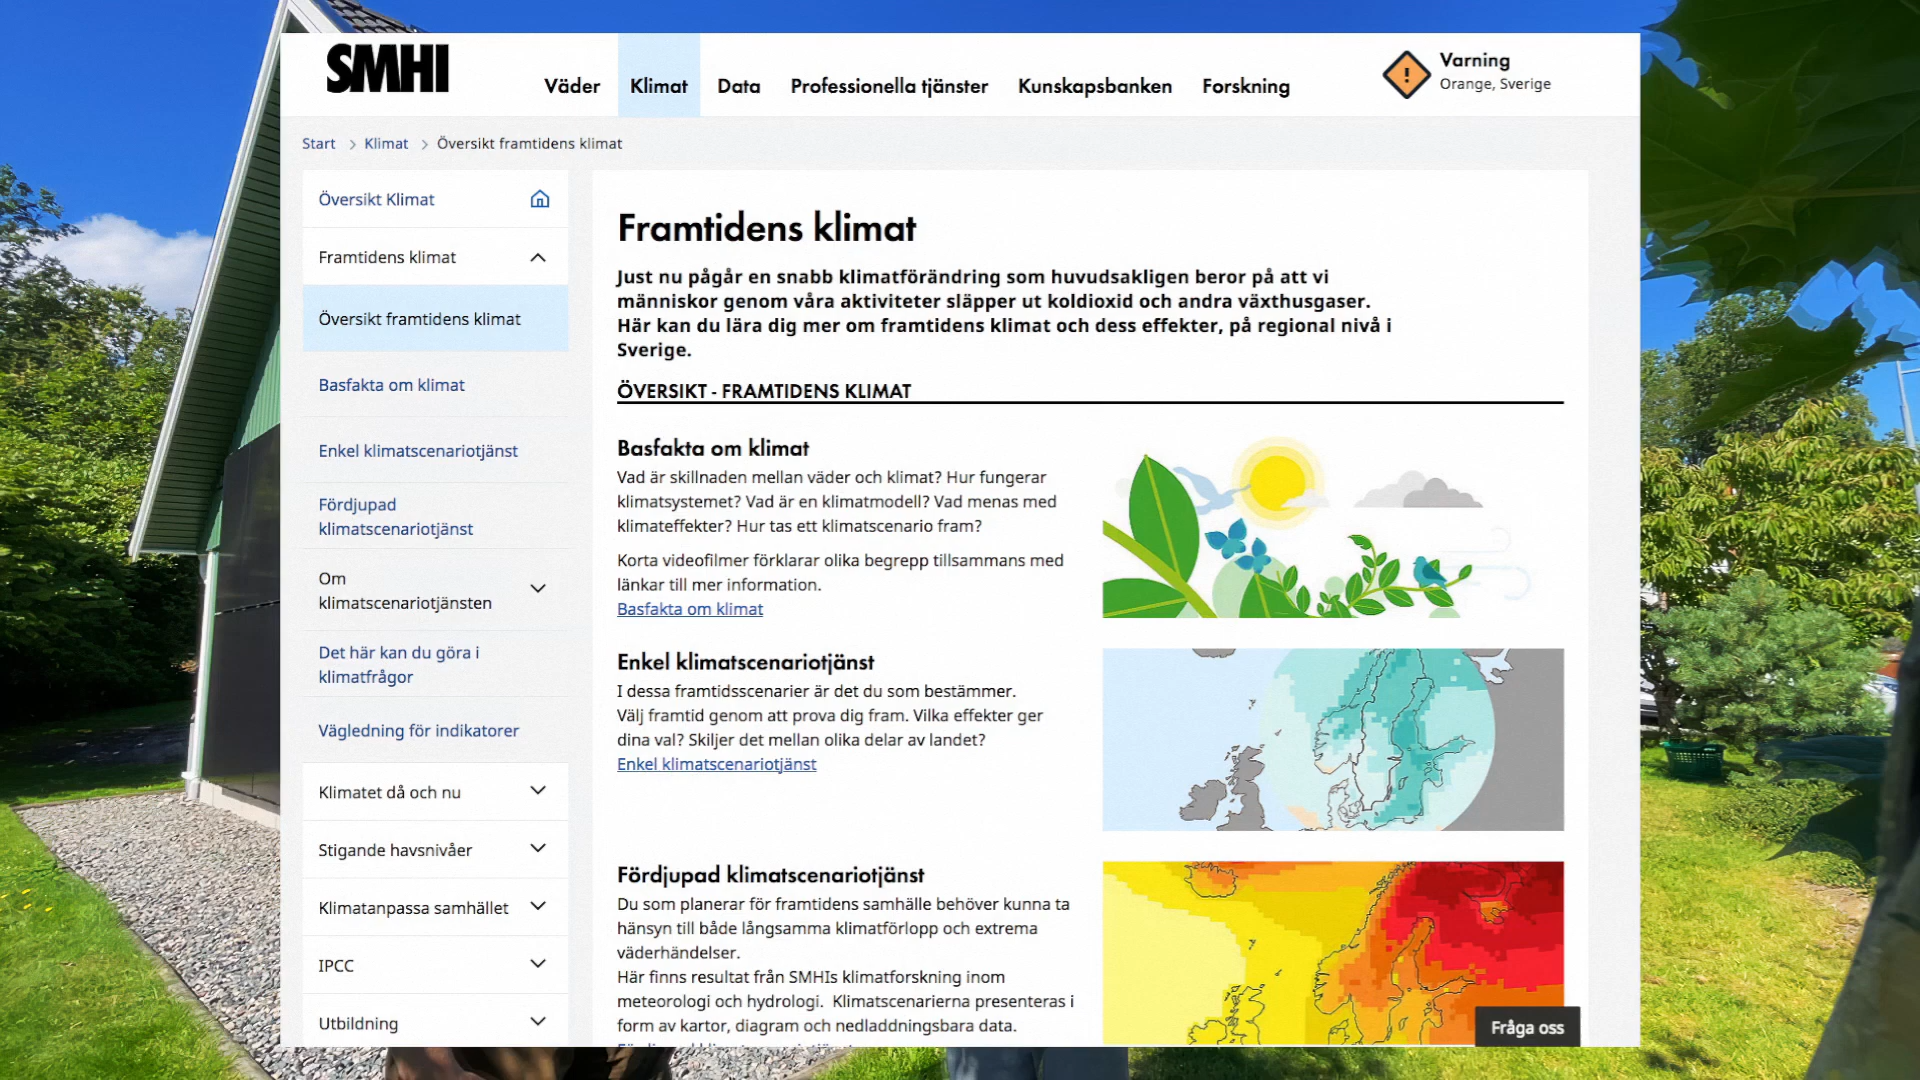 SMHI
Väder
Klimat
Data
Professionella tjänster
Kunskapsbanken
Forskning
Varning
Orange, Sverige
Start
Klimat
Översikt framtidens klimat
Översikt Klimat
Framtidens klimat
Översikt framtidens klimat
Basfakta om klimat
Enkel klimatscenariotjänst
Fördjupad
klimatscenariotjänst
Om
klimatscenariotjänsten
Det här kan du göra i
klimatfrågor
Vägledning för indikatorer
Klimatet då och nu
Stigande havsnivåer
Klimatanpassa samhället
IPCC
Utbildning
Framtidens klimat
Just nu pågår en snabb klimatförändring som huvudsakligen beror på att vi
människor genom våra aktiviteter släpper ut koldioxid och andra växthusgaser.
Här kan du lära dig mer om framtidens klimat och dess effekter, på regional nivå i
Sverige.
ÖVERSIKT - FRAMTIDENS KLIMAT
Basfakta om klimat
Vad är skillnaden mellan väder och klimat? Hur fungerar
klimatsystemet? Vad är en klimatmodell? Vad menas med
klimateffekter? Hur tas ett klimatscenario fram?
Korta videofilmer förklarar olika begrepp tillsammans med
länkar till mer information.
Basfakta om klimat
Enkel klimatscenariotjänst
I dessa framtidsscenarier är det du som bestämmer.
Välj framtid genom att prova dig fram. Vilka effekter ger
dina val? Skiljer det mellan olika delar av landet?
Enkel klimatscenariotjänst
Fördjupad klimatscenariotjänst
Du som planerar för framtidens samhälle behöver kunna ta
hänsyn till både långsamma klimatförlopp och extrema
väderhändelser.
Här finns resultat från SMHIs klimatforskning inom
meteorologi och hydrologi. Klimatscenarierna presenteras i
form av kartor, diagram och nedladdningsbara data.
Fråga oss